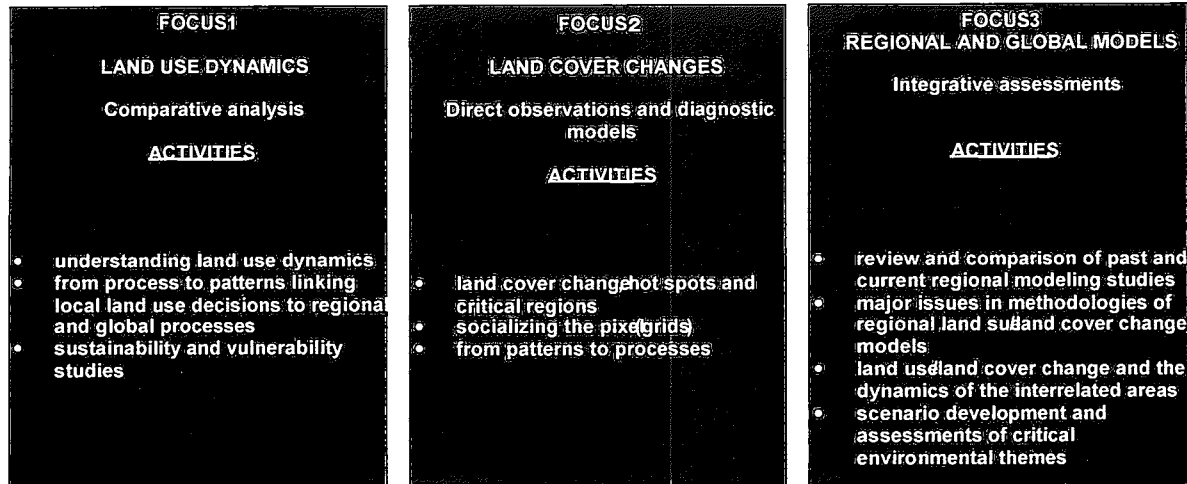 FOCUS1
LAND USE DYNAMICS
Comparative analysis
ACTIVITIES
• understanding land use dynamics
• from process to patterns linking
local land use decisions to regional
and global processes
• sustainability and vulnerability
studies
FOCUS2
LAND COVER CHANGES
Direct observations and diagnostic
models
ACTIVITIES
• land cover change/hot spots and
critical regions
• socializing the pixel(grids)
• from patterns to processes
FOCUS3
REGIONAL AND GLOBAL MODELS
Integrative assessments
ACTIVITIES
• review and comparison of past and
current regional modeling studies
• major issues in methodologies of
regional land su/land cover change
models
• land use/land cover change and the
dynamics of the interrelated areas
• scenario development and
assessments of critical
environmental themes